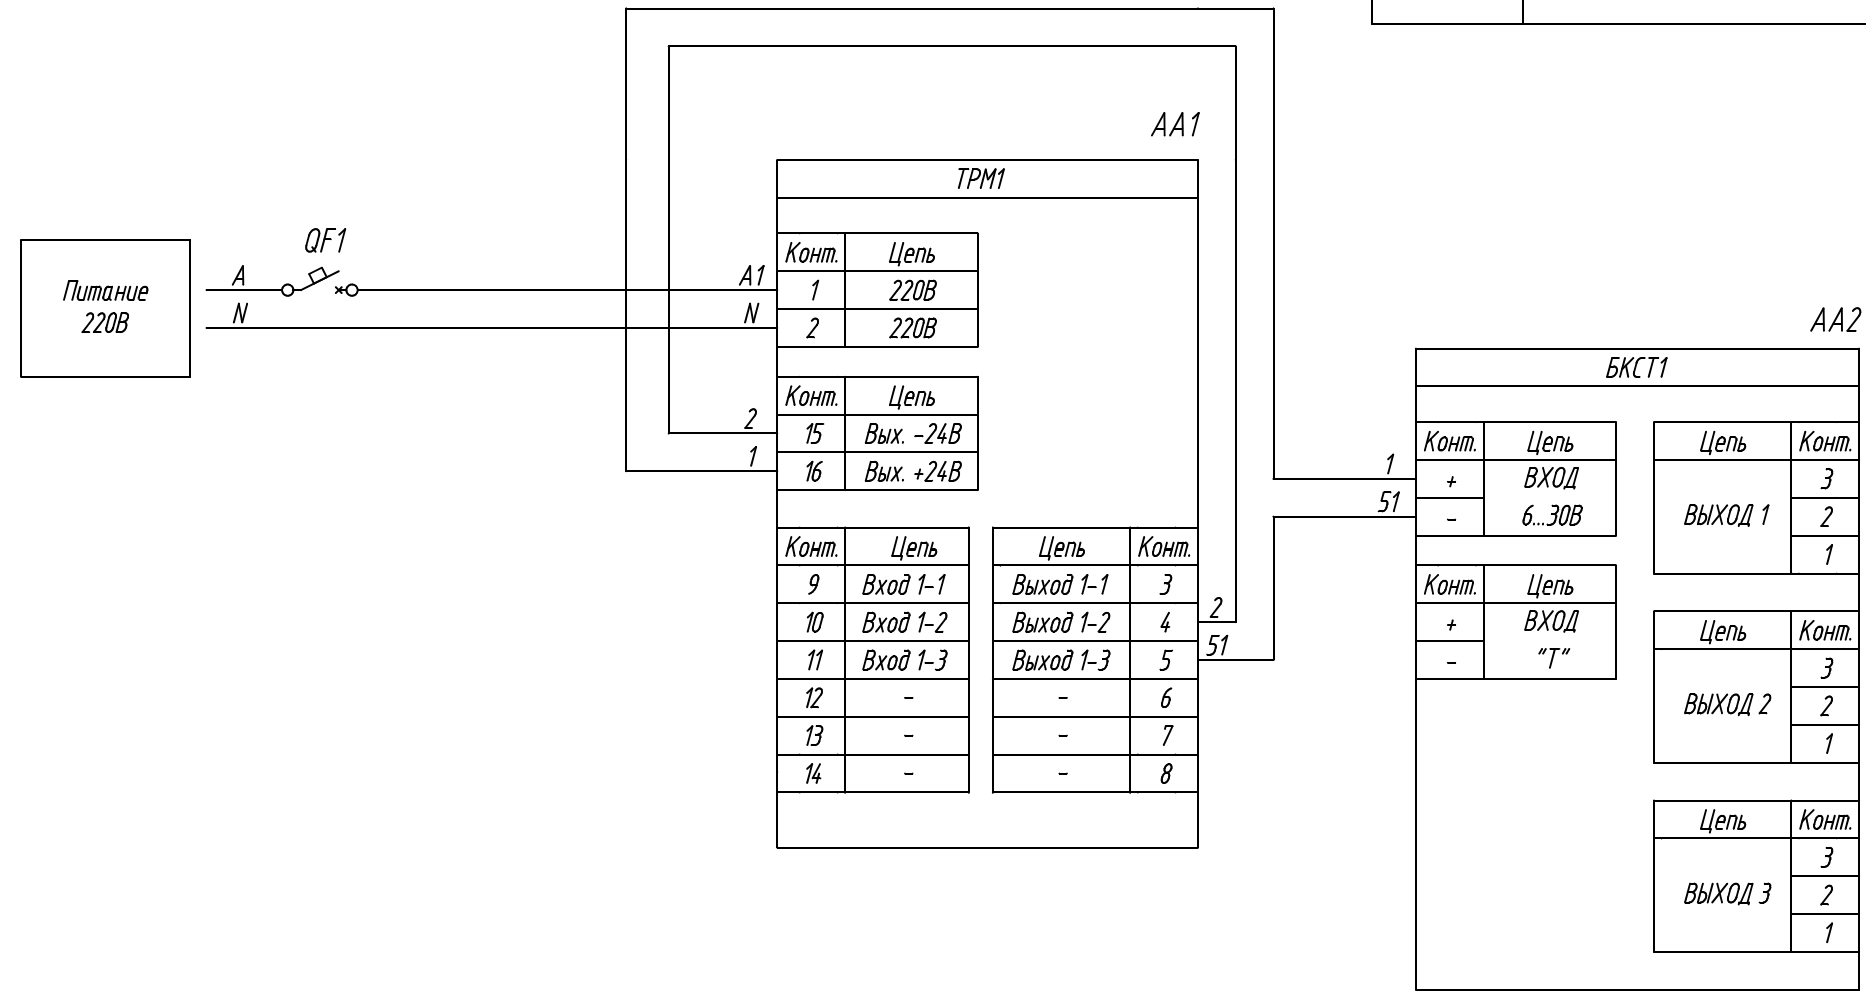 AA1
ТРМ1
QF1
Питание
220В
A
N
A1
N
Конт. Цепь
1 220В
2 220В
2
1
Конт. Цепь
15 Вых. -24В
16 Вых. +24В
Конт. Цепь
9 Вход 1-1
10 Вход 1-2
11 Вход 1-3
12 -
13 -
14 -
Цепь Конт.
Выход 1-1 3
Выход 1-2 4
Выход 1-3 5
- 6
- 7
- 8
2
51
AA2
БКСТ1
1
51
Конт. Цепь
+ ВХОД
- 6...30В
Конт. Цепь
+ ВХОД
- "Т"
Цепь Конт.
3
ВЫХОД 1 2
1
Цепь Конт.
3
ВЫХОД 2 2
1
Цепь Конт.
3
ВЫХОД 3 2
1